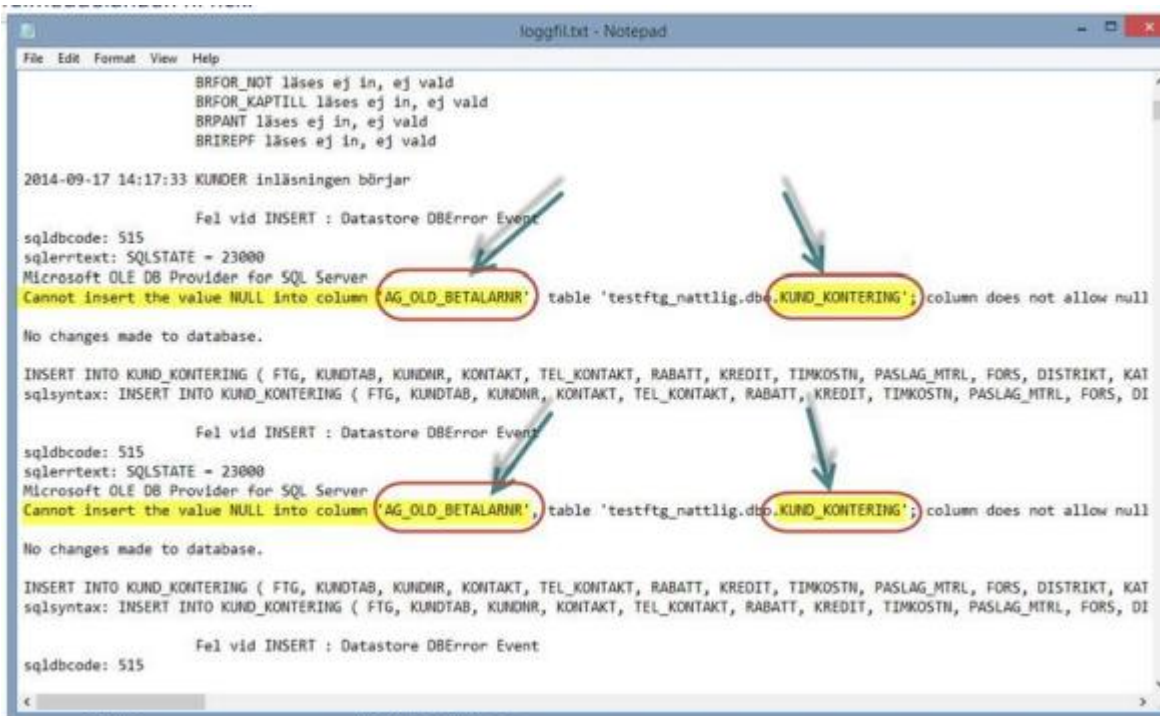 loggfil.txt - Notepad
File Edit Format View Help
BRFOR_NOT läses ej in, ej vald
BRFOR_KAPTILL läses ej in, ej vald
BRPANT läses ej in, ej vald
BRIREPF läses ej in, ej vald
2014-09-17 14:17:33 KUNDER inläsningen börjar
Fel vid INSERT : Datastore DBError Event
sqldbcode: 515
sqlerrtext: SQLSTATE = 23000
Microsoft OLE DB Provider for SQL Server
Cannot insert the value NULL into column 'AG_OLD_BETALARNR', table 'testftg_nattlig.dbo.KUND_KONTERING'; column does not allow null
No changes made to database.
INSERT INTO KUND_KONTERING ( FTG, KUNDTAB, KUNDNR, KONTAKT, TEL_KONTAKT, RABATT, KREDIT, TIMKOSTN, PASLAG_MTRL, FORS, DISTRIKT, KAT
sqlsyntax: INSERT INTO KUND_KONTERING ( FTG, KUNDTAB, KUNDNR, KONTAKT, TEL_KONTAKT, RABATT, KREDIT, TIMKOSTN, PASLAG_MTRL, FORS, DI
Fel vid INSERT : Datastore DBError Event
sqldbcode: 515
sqlerrtext: SQLSTATE = 23000
Microsoft OLE DB Provider for SQL Server
Cannot insert the value NULL into column 'AG_OLD_BETALARNR', table 'testftg_nattlig.dbo.KUND_KONTERING'; column does not allow null
No changes made to database.
INSERT INTO KUND_KONTERING ( FTG, KUNDTAB, KUNDNR, KONTAKT, TEL_KONTAKT, RABATT, KREDIT, TIMKOSTN, PASLAG_MTRL, FORS, DISTRIKT, KAT
sqlsyntax: INSERT INTO KUND_KONTERING ( FTG, KUNDTAB, KUNDNR, KONTAKT, TEL_KONTAKT, RABATT, KREDIT, TIMKOSTN, PASLAG_MTRL, FORS, DI
Fel vid INSERT : Datastore DBError Event
sqldbcode: 515